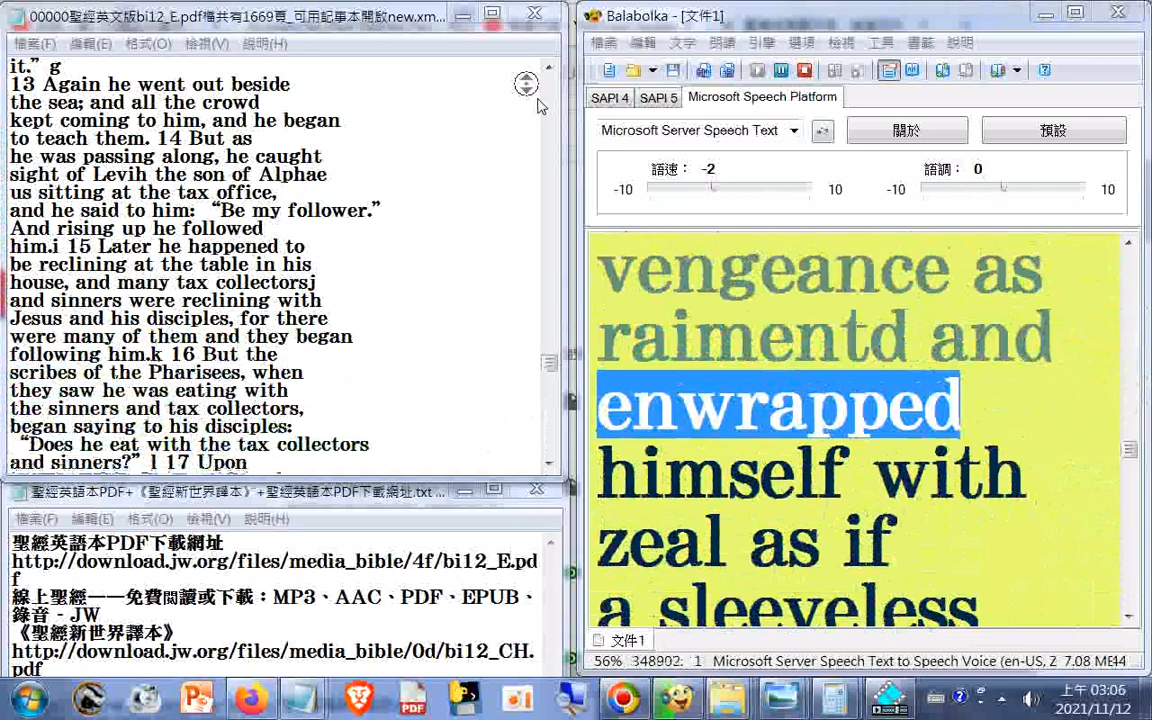 00000聖經英文版bi12_E.pdf檔共有1669頁_可用記事本開啟new.xm...
檔案(F) 編輯(E) 格式(O) 檢視(V) 說明(H)
it.” g
13 Again he went out beside
the sea; and all the crowd
kept coming to him, and he began
to teach them. 14 But as
he was passing along, he caught
sight of Levih the son of Alphae
us sitting at the tax office,
and he said to him: “Be my follower.”
And rising up he followed
him.i 15 Later he happened to
be reclining at the table in his
house, and many tax collectorsj
and sinners were reclining with
Jesus and his disciples, for there
were many of them and they began
following him.k 16 But the
scribes of the Pharisees, when
they saw he was eating with
the sinners and tax collectors,
began saying to his disciples:
“Does he eat with the tax collectors
and sinners?” l 17 Upon
聖經英語本PDF+《聖經新世界譯本》+聖經英語本PDF下載網址.txt ...
檔案(F) 編輯(E) 格式(O) 檢視(V) 說明(H)
聖經英語本PDF下載網址
http://download.jw.org/files/media_bible/4f/bi12_E.pd
f
線上聖經——免費閱讀或下載：MP3、AAC、PDF、EPUB、
錄音 - JW
《聖經新世界譯本》
http://download.jw.org/files/media_bible/0d/bi12_CH.
pdf
Balabolka - [文件1]
檔案 編輯 文字 朗讀 引擎 選項 檢視 工具 書籤 說明
SAPI 4 SAPI 5 Microsoft Speech Platform
Microsoft Server Speech Text 關於 預設
語速： -2 語調： 0
-10 10 -10 10
vengeance as
raimentd and
enwrapped
himself with
zeal as if
a sleeveless
文件1
56% 348902: 1 Microsoft Server Speech Text to Speech Voice (en-US, Z 7.08 ME44
上午 03:06
2021/11/12